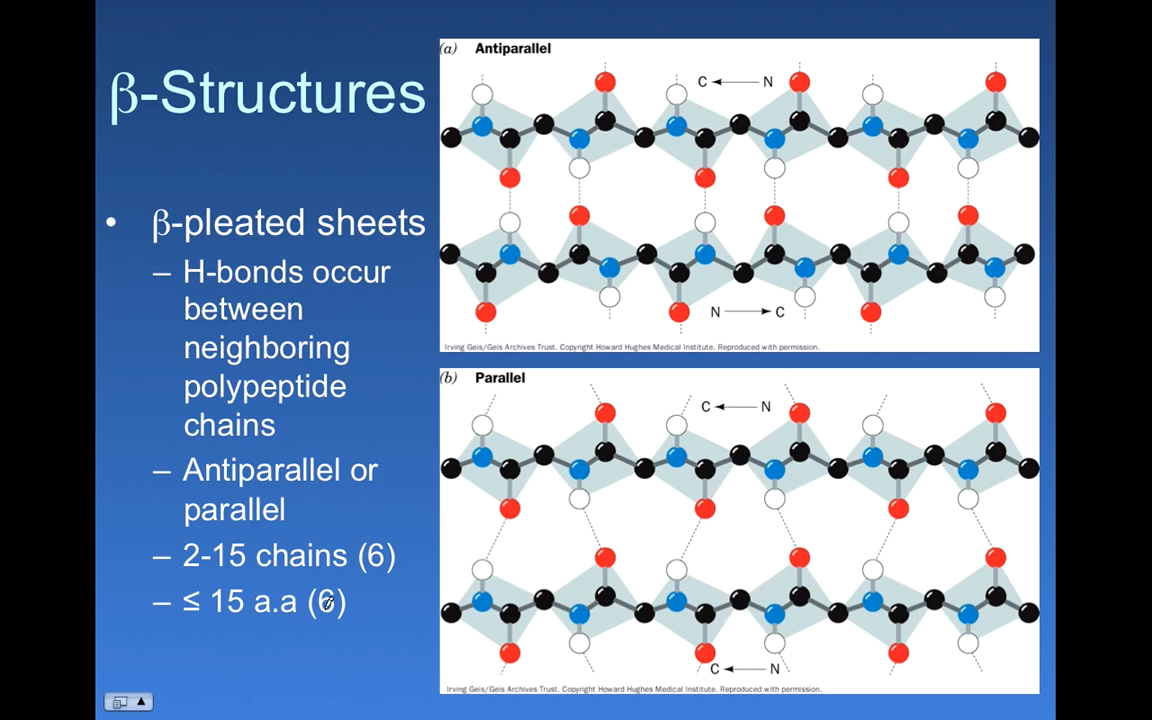 β-Structures
• β-pleated sheets
– H-bonds occur
between
neighboring
polypeptide
chains
– Antiparallel or
parallel
– 2-15 chains (6)
– ≤ 15 a.a (6)
(a) Antiparallel
C N
N C
Irving Geis/Geis Archives Trust. Copyright Howard Hughes Medical Institute. Reproduced with permission.
(b) Parallel
C N
C N
Irving Geis/Geis Archives Trust. Copyright Howard Hughes Medical Institute. Reproduced with permission.